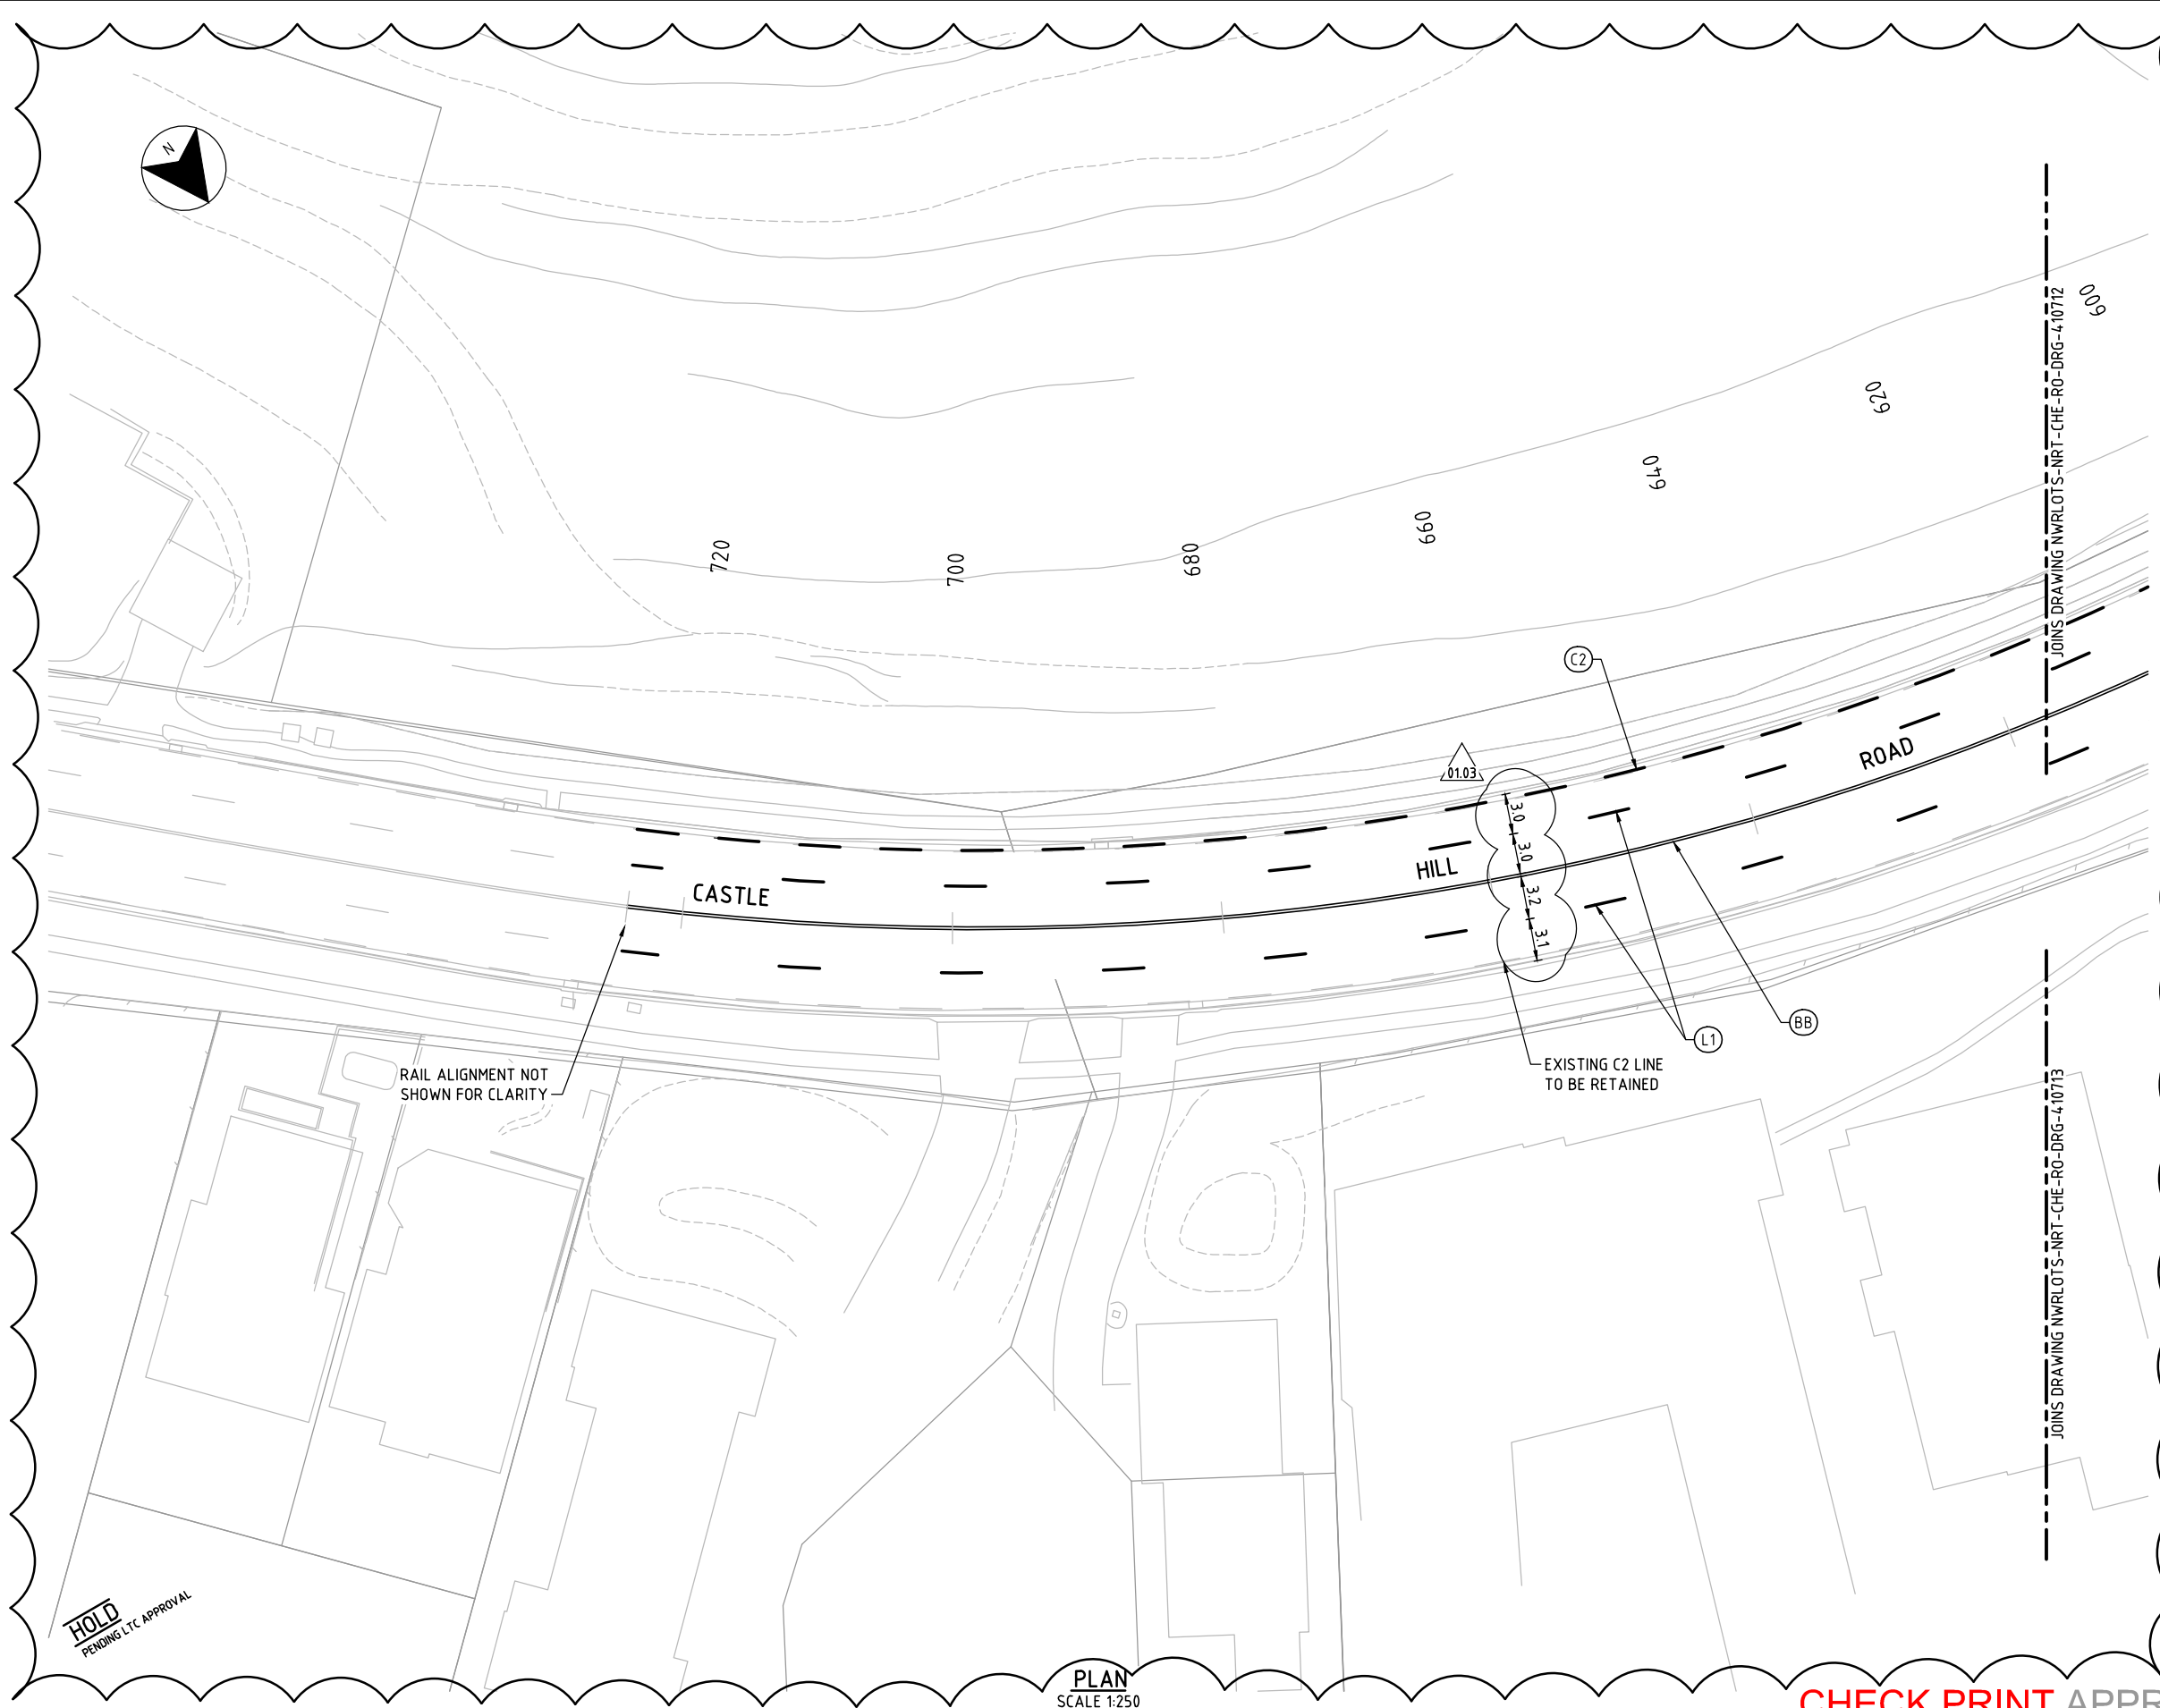 N
JOINS DRAWING NWRLOTS-NRT-CHE-RO-DRG-410712
600
620
640
660
680
700
720
C2
01.03
ROAD
3.0
3.0
HILL
CASTLE
3.2
3.1
BB
L1
EXISTING C2 LINE
TO BE RETAINED
RAIL ALIGNMENT NOT
SHOWN FOR CLARITY
JOINS DRAWING NWRLOTS-NRT-CHE-RO-DRG-410713
HOLD
PENDING LTC APPROVAL
PLAN
SCALE 1:250
CHECK PRINT APPR